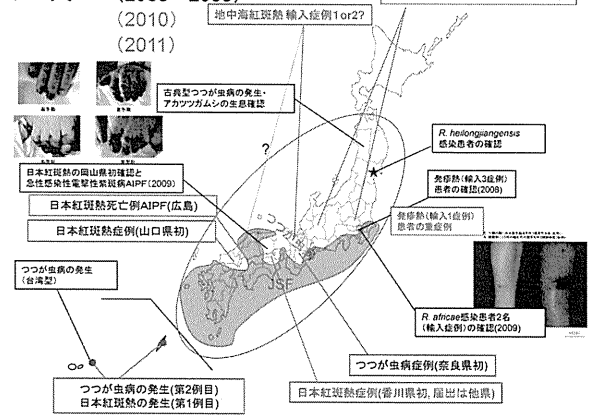 (2010)
(2011)
地中海紅斑熱 輸入症例1 or2?
古典型つつが虫病の発生・
アカツツガムシの生息確認
?
R. heilongjiangensis
感染患者の確認
日本紅斑熱の岡山県初確認と
急性感染性電撃性紫斑病AIPF(2009)
発疹熱(輸入3症例)
患者の確認(2008)
日本紅斑熱死亡例AIPF(広島)
発疹熱(輸入1症例)
患者の重症例
日本紅斑熱症例(山口県初)
つつが虫病の発生
(台湾型)
JSF
R. africae感染患者2名
(輸入症例)の確認(2009)
つつが虫病症例(奈良県初)
つつが虫病の発生(第2例目)
日本紅斑熱の発生(第1例目)
日本紅斑熱症例(香川県初, 届出は他県)